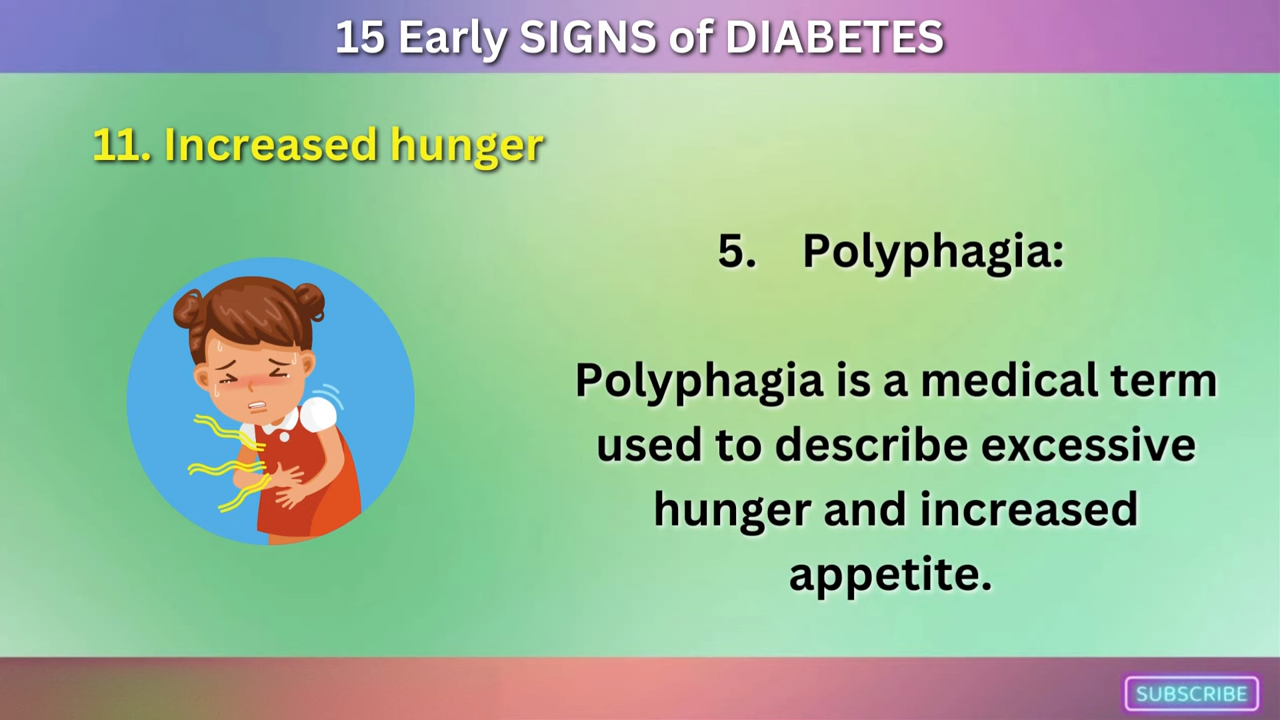 15 Early SIGNS of DIABETES
11. Increased hunger
5. Polyphagia:
Polyphagia is a medical term
used to describe excessive
hunger and increased
appetite.
SUBSCRIBE